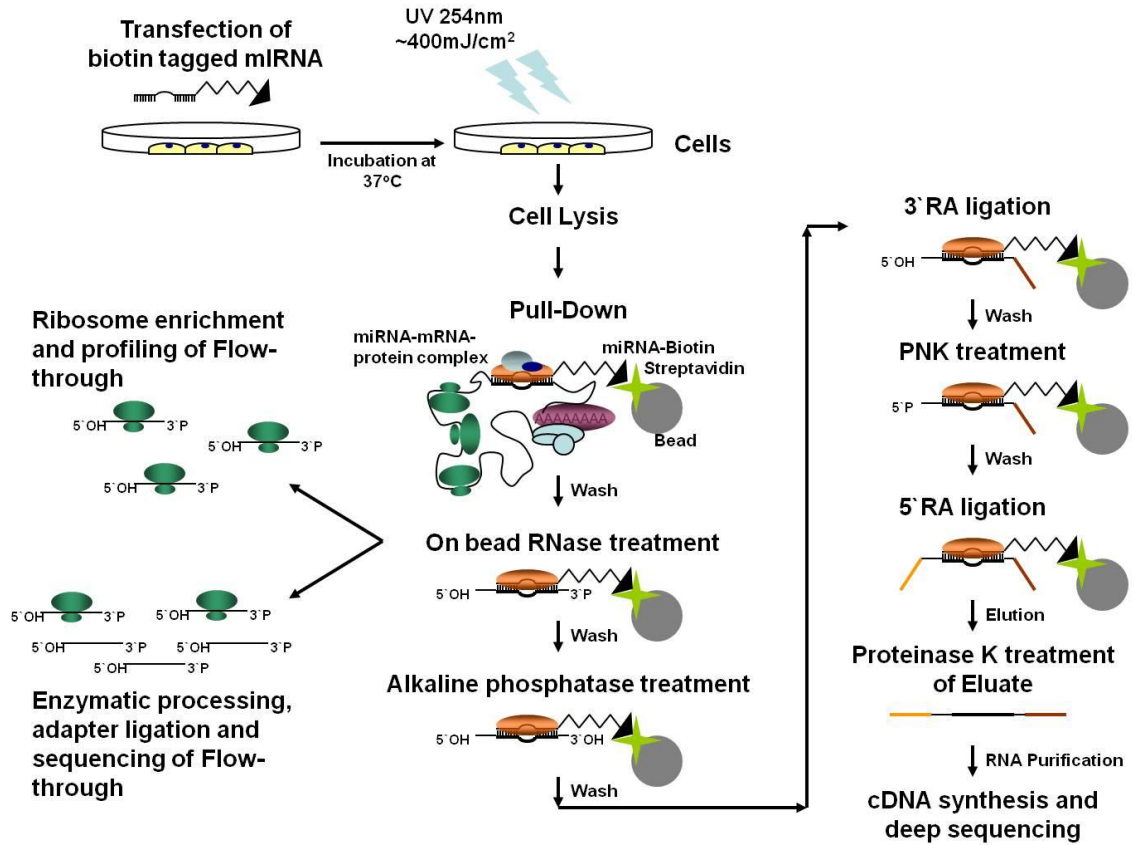 Transfection of
biotin tagged miRNA
UV 254nm
~400mJ/cm²
Incubation at
37°C
Cells
Cell Lysis
Pull-Down
miRNA-mRNA-
protein complex
miRNA-Biotin
Streptavidin
AAAAAAAA
Bead
Wash
On bead RNase treatment
5`OH 3`P
Wash
Alkaline phosphatase treatment
5`OH 3`OH
Wash
Ribosome enrichment
and profiling of Flow-
through
5`OH 3`P
5`OH 3`P
5`OH 3`P
5`OH 3`P
5`OH 3`P
5`OH 3`P
5`OH 3`P
5`OH 3`P
Enzymatic processing,
adapter ligation and
sequencing of Flow-
through
3`RA ligation
5`OH
Wash
PNK treatment
5`P
Wash
5`RA ligation
Elution
Proteinase K treatment
of Eluate
RNA Purification
cDNA synthesis and
deep sequencing